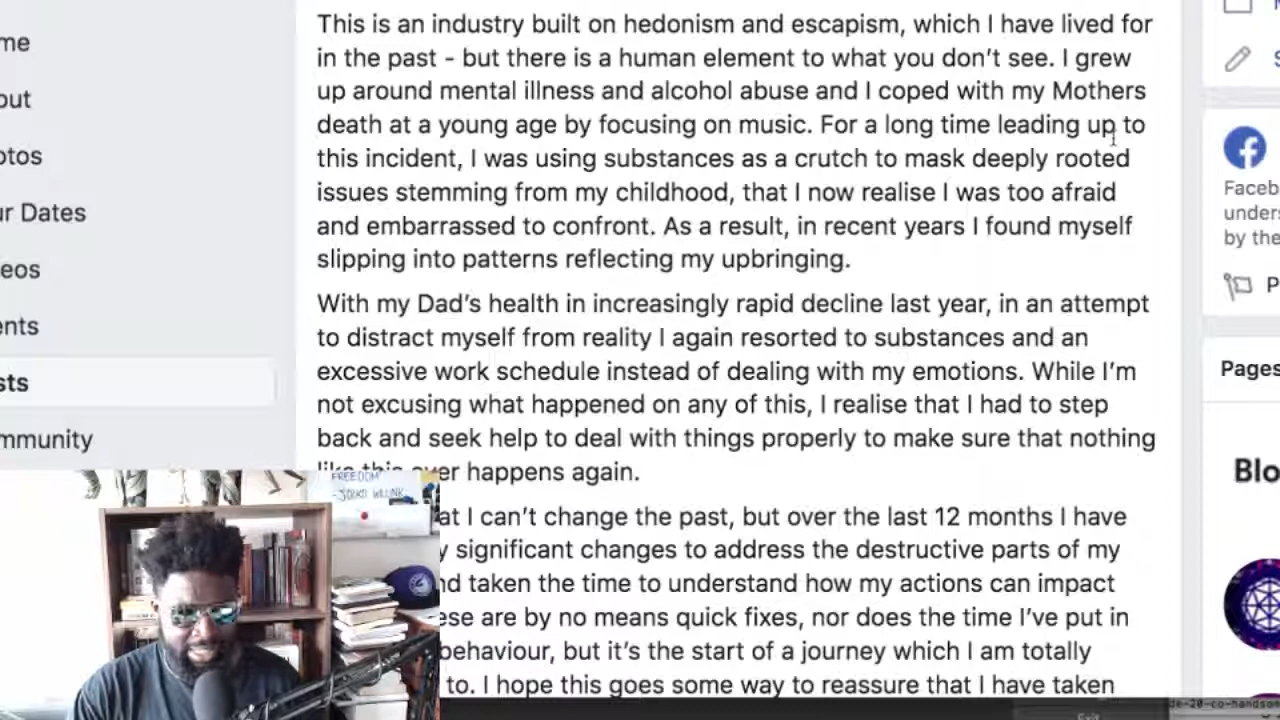 This is an industry built on hedonism and escapism, which I have lived for
in the past - but there is a human element to what you don't see. I grew
up around mental illness and alcohol abuse and I coped with my Mothers
death at a young age by focusing on music. For a long time leading up to
this incident, I was using substances as a crutch to mask deeply rooted
issues stemming from my childhood, that I now realise I was too afraid
and embarrassed to confront. As a result, in recent years I found myself
slipping into patterns reflecting my upbringing.
With my Dad's health in increasingly rapid decline last year, in an attempt
to distract myself from reality I again resorted to substances and an
excessive work schedule instead of dealing with my emotions. While I'm
not excusing what happened on any of this, I realise that I had to step
back and seek help to deal with things properly to make sure that nothing
like this ever happens again.
at I can't change the past, but over the last 12 months I have
y significant changes to address the destructive parts of my
nd taken the time to understand how my actions can impact
ese are by no means quick fixes, nor does the time I've put in
behaviour, but it's the start of a journey which I am totally
to. I hope this goes some way to reassure that I have taken
me
out
otos
ur Dates
eos
ents
sts
mmunity
Faceb
unders
by the
P
Pages
Blo
FREEDOM
-JOCKO WILLINK